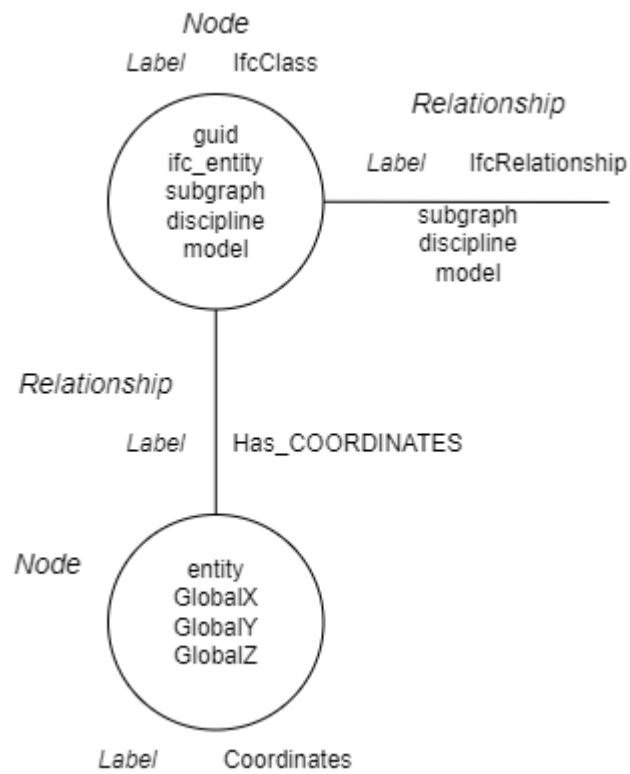 Node
Label IfcClass
guid
ifc_entity
subgraph
discipline
model
Relationship
Label IfcRelationship
subgraph
discipline
model
Relationship
Label Has_COORDINATES
Node
entity
GlobalX
GlobalY
GlobalZ
Label Coordinates